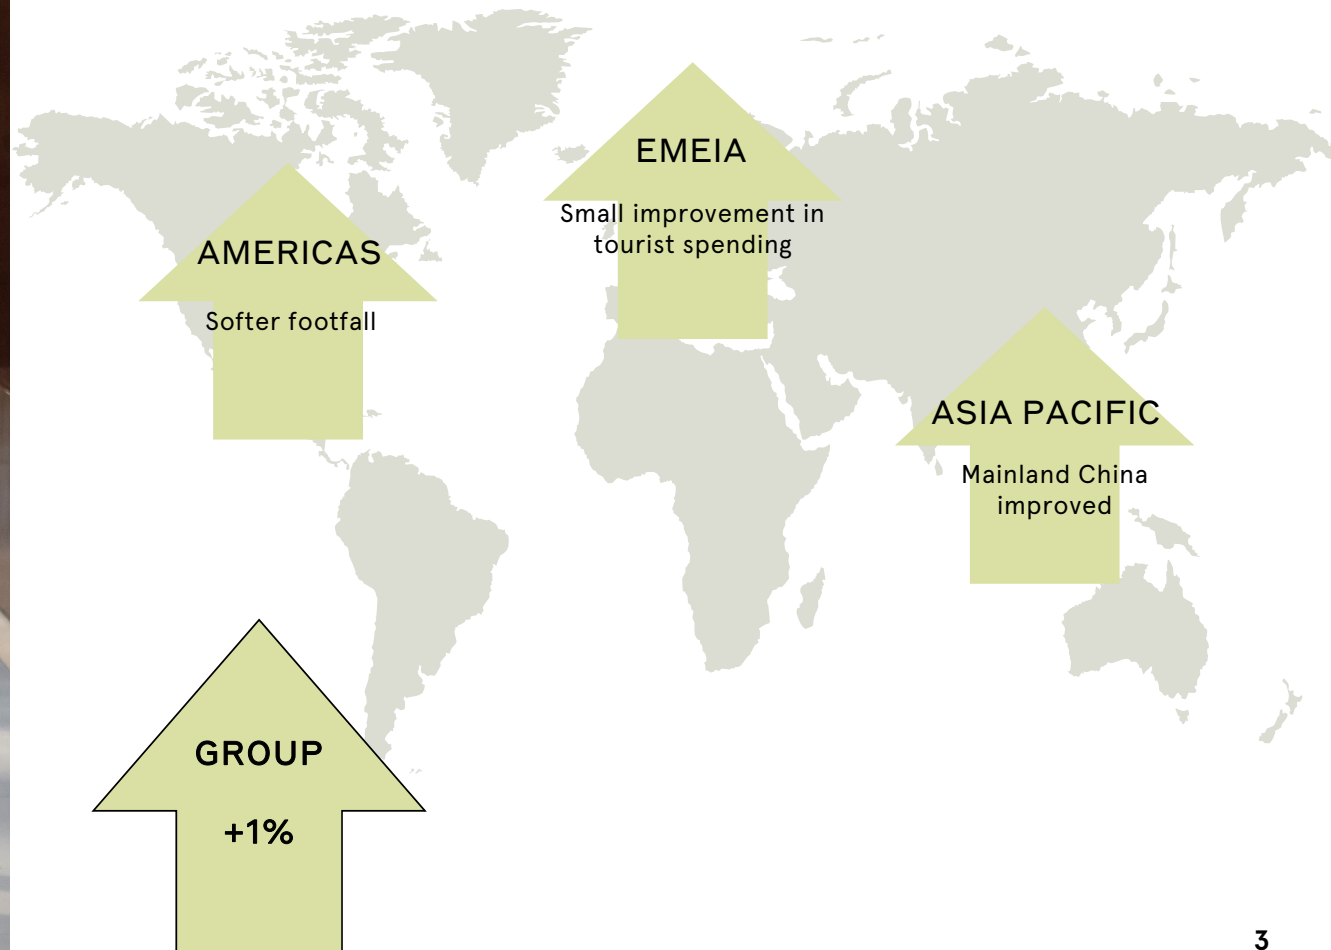 EMEIA
Small improvement in
tourist spending
AMERICAS
Softer footfall
ASIA PACIFIC
Mainland China
improved
GROUP
+1%
3